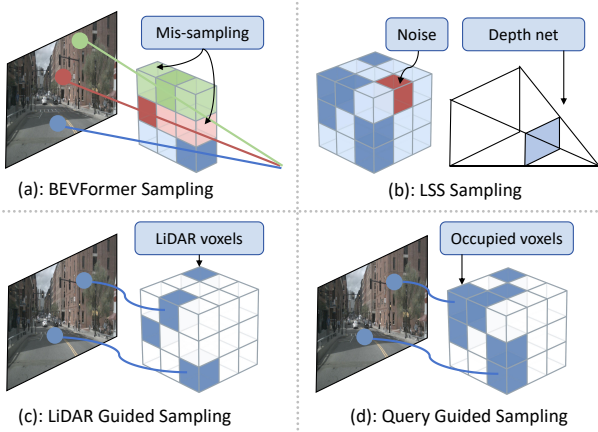 Mis-sampling
Noise
Depth net
(a): BEVFormer Sampling
(b): LSS Sampling
LiDAR voxels
Occupied voxels
(c): LiDAR Guided Sampling
(d): Query Guided Sampling